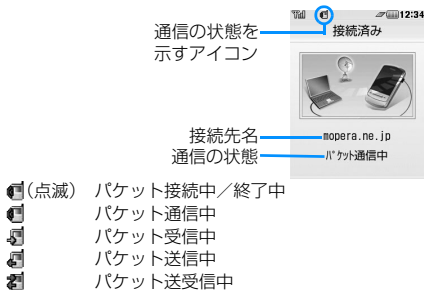 12:34
通信の状態を
示すアイコン
接続済み
接続先名
mopera.ne.jp
通信の状態
ﾊﾟｹｯﾄ通信中
(点滅) パケット接続中／終了中
パケット通信中
パケット受信中
パケット送信中
パケット送受信中